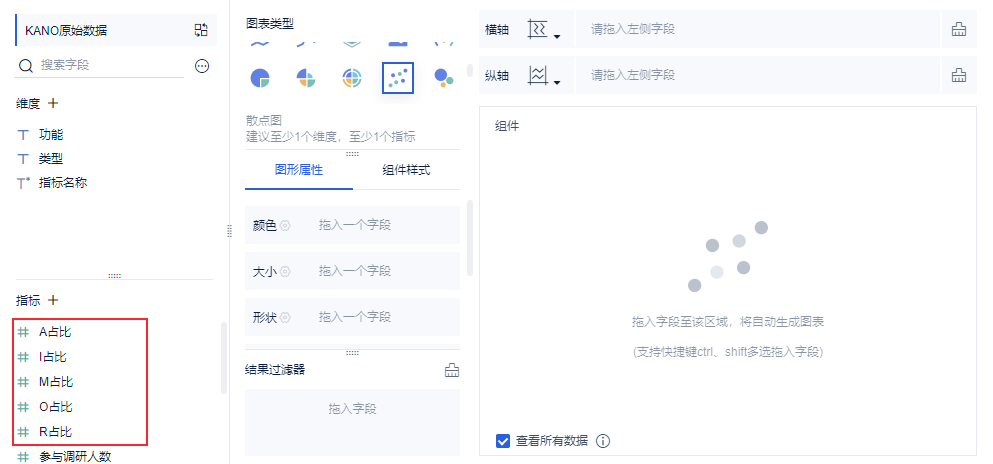 KANO原始数据
搜索字段
维度
功能
类型
指标名称
指标
A占比
I占比
M占比
O占比
R占比
参与调研人数
图表类型
散点图
建议至少1个维度，至少1个指标
图形属性
组件样式
颜色 拖入一个字段
大小 拖入一个字段
形状 拖入一个字段
结果过滤器
拖入字段
横轴 请拖入左侧字段
纵轴 请拖入左侧字段
组件
拖入字段至该区域，将自动生成图表
(支持快捷键ctrl、shift多选拖入字段)
查看所有数据